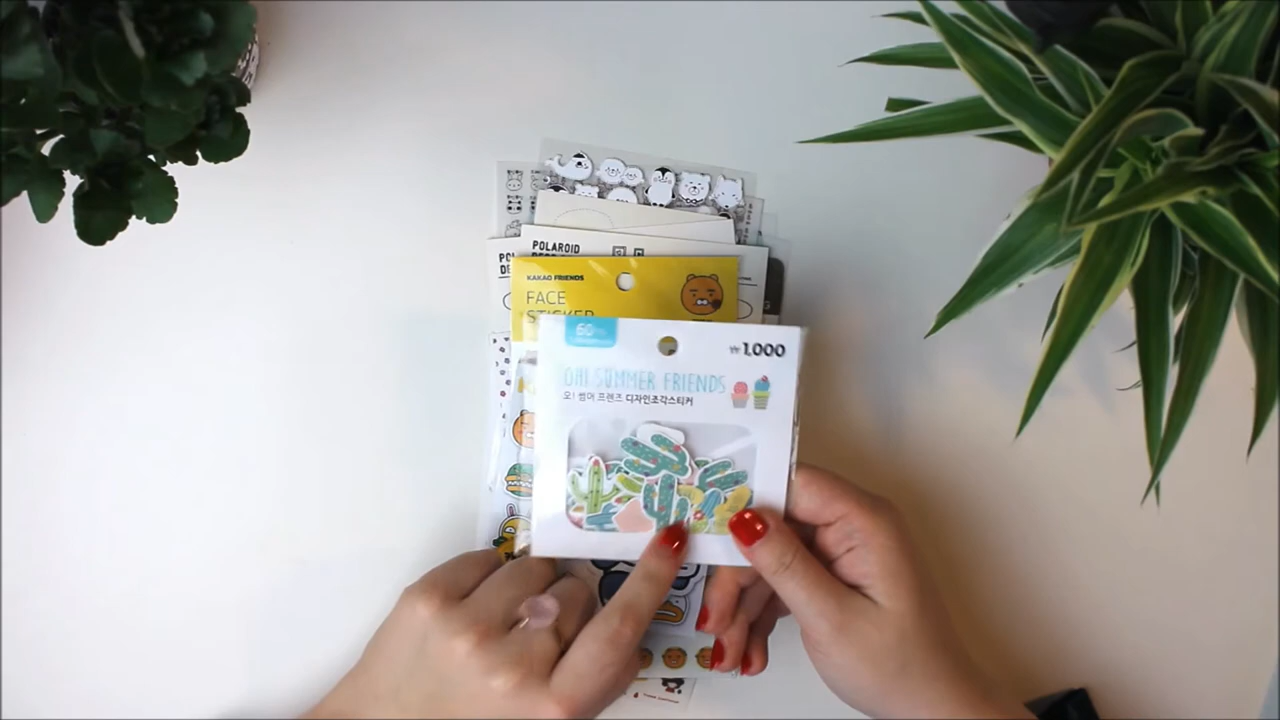 POLAROID
KAKAO FRIENDS
FACE
STICKER
60
₩1,000
OH! SUMMER FRIENDS
오! 썸머 프렌즈 디자인조각스티커